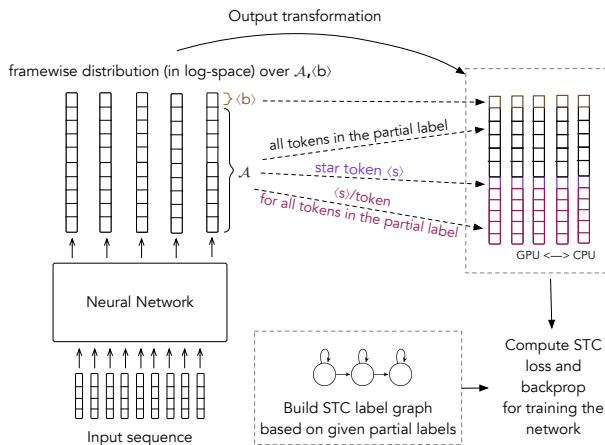 Output transformation
framewise distribution (in log-space) over 𝒜,⟨b⟩
⟨b⟩
𝒜
all tokens in the partial label
star token ⟨s⟩
⟨s⟩/token
for all tokens in the partial label
GPU <—> CPU
Neural Network
Input sequence
Build STC label graph
based on given partial labels
Compute STC
loss and
backprop
for training the
network